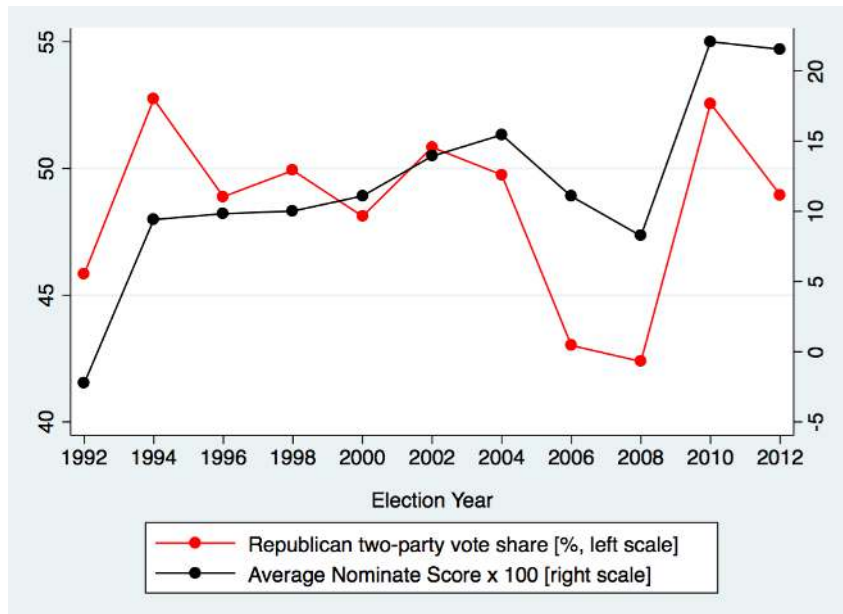 55
50
45
40
20
15
10
5
0
-5
1992 1994 1996 1998 2000 2002 2004 2006 2008 2010 2012
Election Year
Republican two-party vote share [%, left scale]
Average Nominate Score x 100 [right scale]